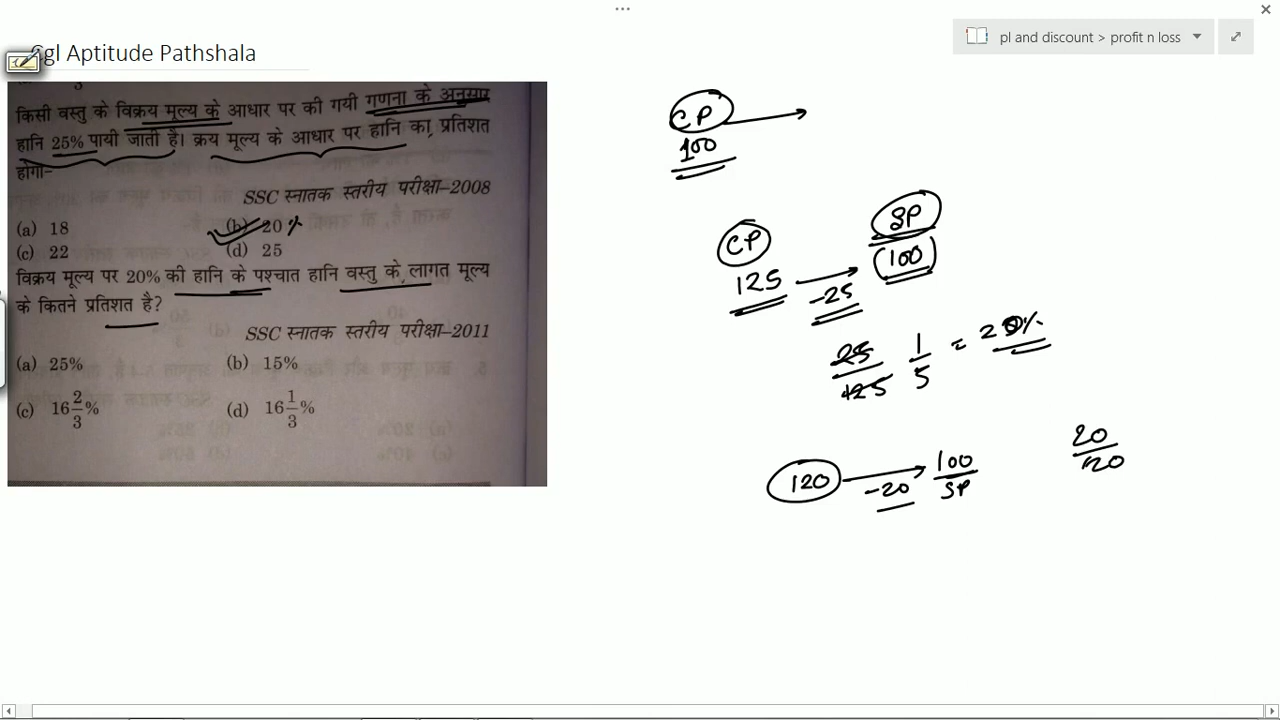 pl and discount > profit n loss
Cgl Aptitude Pathshala
3
किसी वस्तु के विक्रय मूल्य के आधार पर की गयी गणना के अनुसार
हानि 25% पायी जाती है। क्रय मूल्य के आधार पर हानि का, प्रतिशत
होगा-
SSC स्नातक स्तरीय परीक्षा-2008
(a) 18 (b) 20 %
(c) 22 (d) 25
विक्रय मूल्य पर 20% की हानि के पश्चात हानि वस्तु के लागत मूल्य
के कितने प्रतिशत है?
SSC स्नातक स्तरीय परीक्षा-2011
(a) 25% (b) 15%
(c) 16 2/3 % (d) 16 1/3 %
CP
100
CP SP
125 -25 (100)
25/125 1/5 = 20%
120 -20 100/SP
20/120